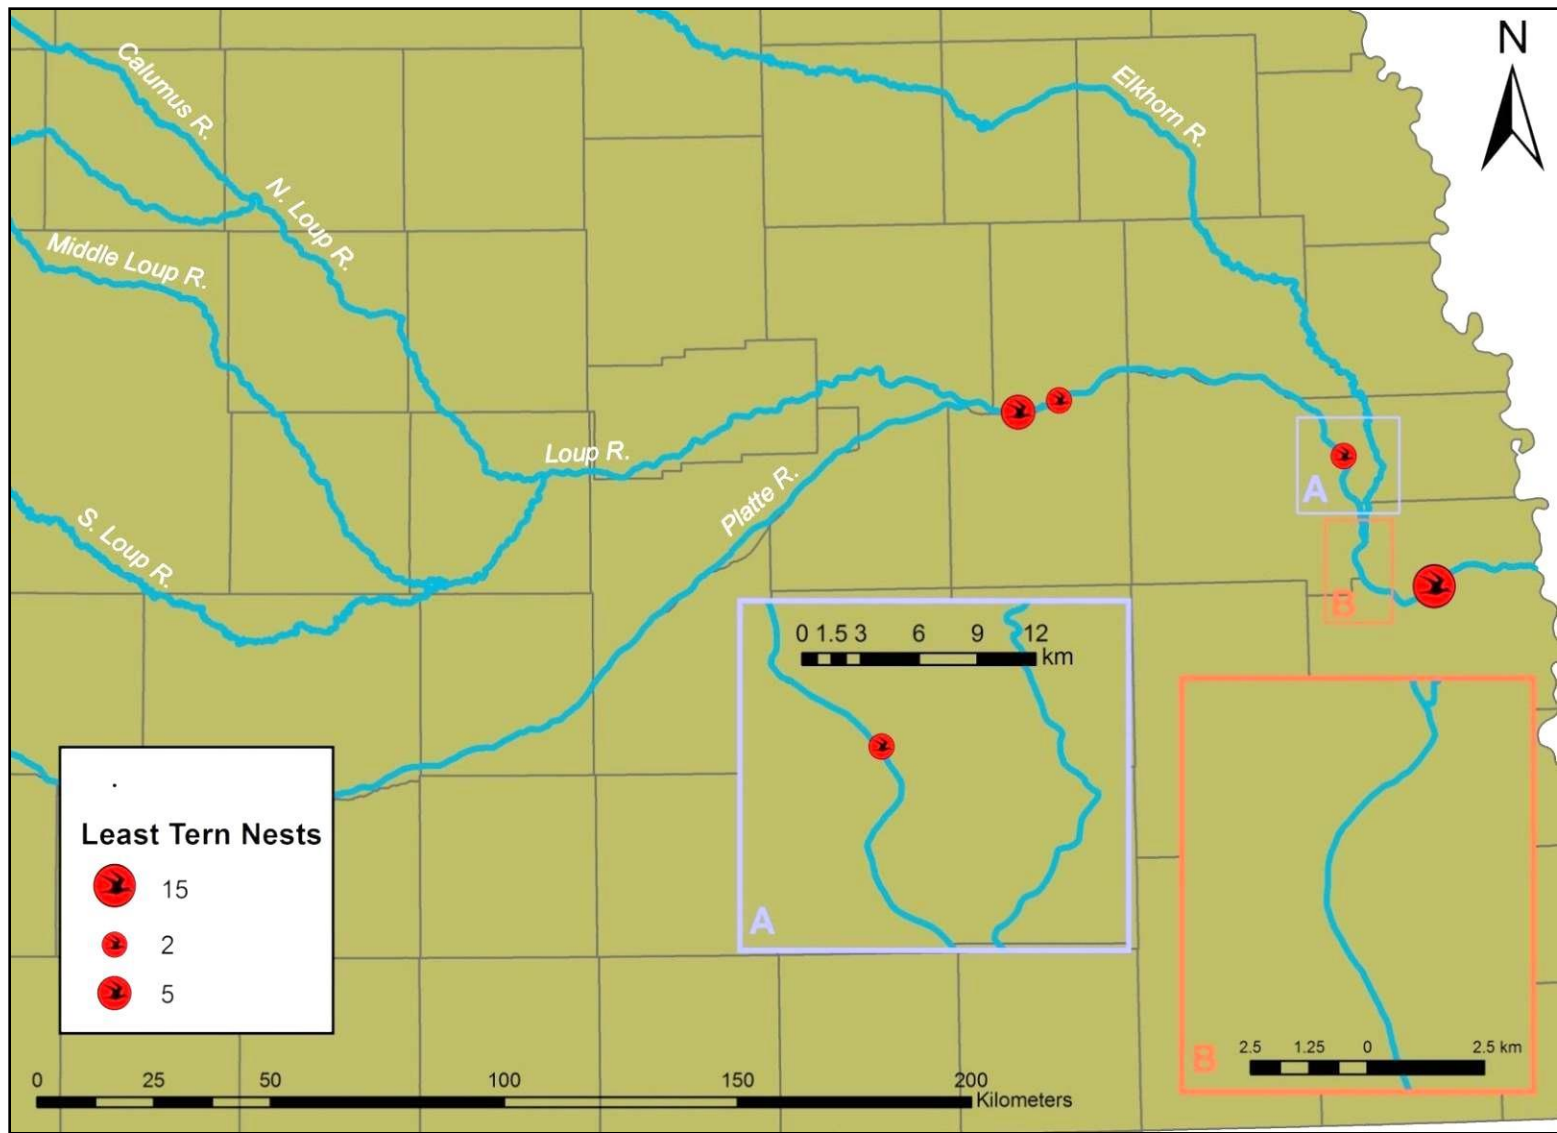 N
Calumus R.
Elkhorn R.
N. Loup R.
Middle Loup R.
Loup R.
Platte R.
S. Loup R.
A
B
0 1.5 3 6 9 12
km
A
Least Tern Nests
15
2
5
B
2.5 1.25 0 2.5 km
0 25 50 100 150 200
Kilometers